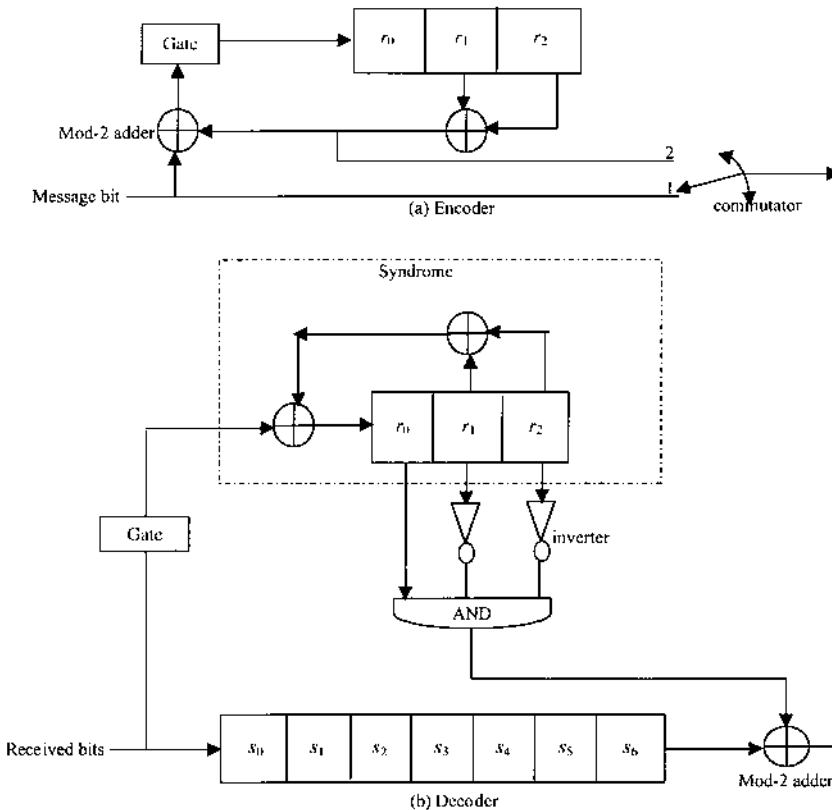 Gate
r0 r1 r2
Mod-2 adder
2
Message bit
1
(a) Encoder
commutator
Syndrome
r0 r1 r2
Gate
inverter
AND
Received bits
s0 s1 s2 s3 s4 s5 s6
Mod-2 adder
(b) Decoder